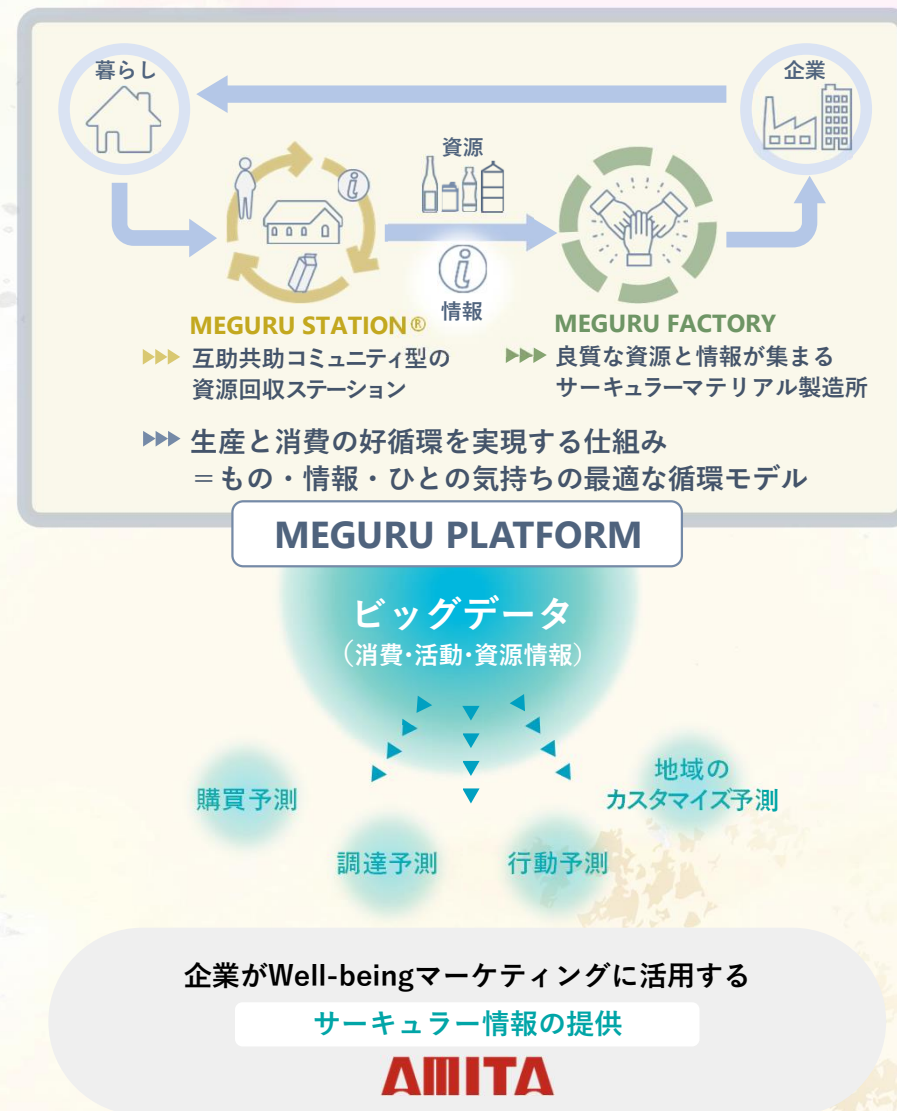 暮らし
企業
資源
情報
MEGURU STATION®
互助共助コミュニティ型の
資源回収ステーション
MEGURU FACTORY
良質な資源と情報が集まる
サーキュラーマテリアル製造所
生産と消費の好循環を実現する仕組み
＝もの・情報・ひとの気持ちの最適な循環モデル
MEGURU PLATFORM
ビッグデータ
（消費・活動・資源情報）
購買予測
調達予測
行動予測
地域の
カスタマイズ予測
企業がWell-beingマーケティングに活用する
サーキュラー情報の提供
AMITA